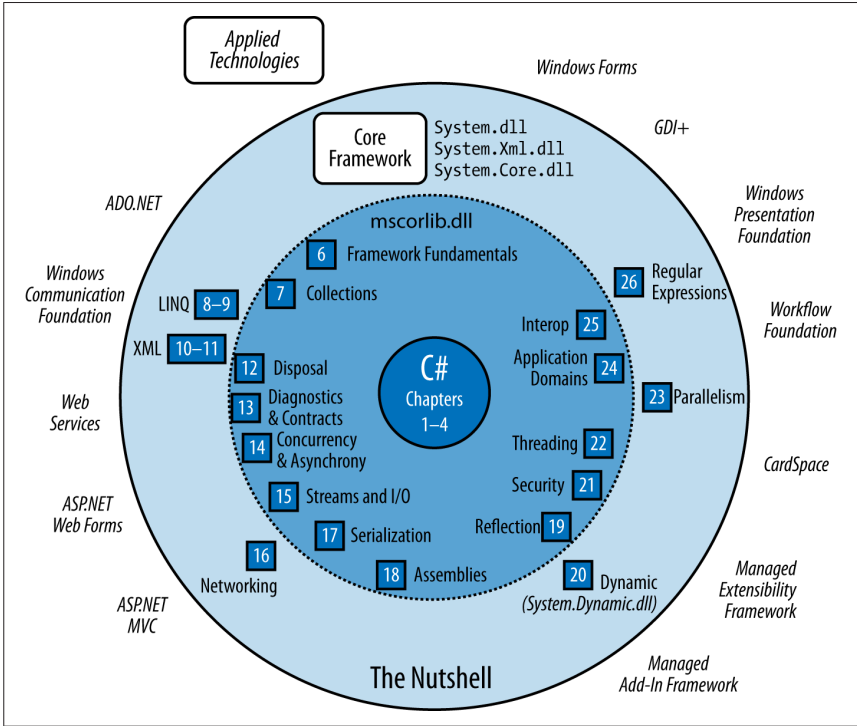 Applied
Technologies
Windows Forms
Core
Framework
System.dll
System.Xml.dll
System.Core.dll
GDI+
ADO.NET
Windows
Presentation
Foundation
mscorlib.dll
6 Framework Fundamentals
Windows
Communication
Foundation
7 Collections
LINQ 8–9
26 Regular
Expressions
Workflow
Foundation
Interop 25
XML 10–11
12 Disposal
C#
Chapters
1–4
Application
Domains 24
23 Parallelism
Web
Services
13 Diagnostics
& Contracts
14 Concurrency
& Asynchrony
Threading 22
CardSpace
15 Streams and I/O
Security 21
ASP.NET
Web Forms
17 Serialization
Reflection 19
16
Networking
18 Assemblies
20 Dynamic
(System.Dynamic.dll)
Managed
Extensibility
Framework
ASP.NET
MVC
The Nutshell
Managed
Add-In Framework